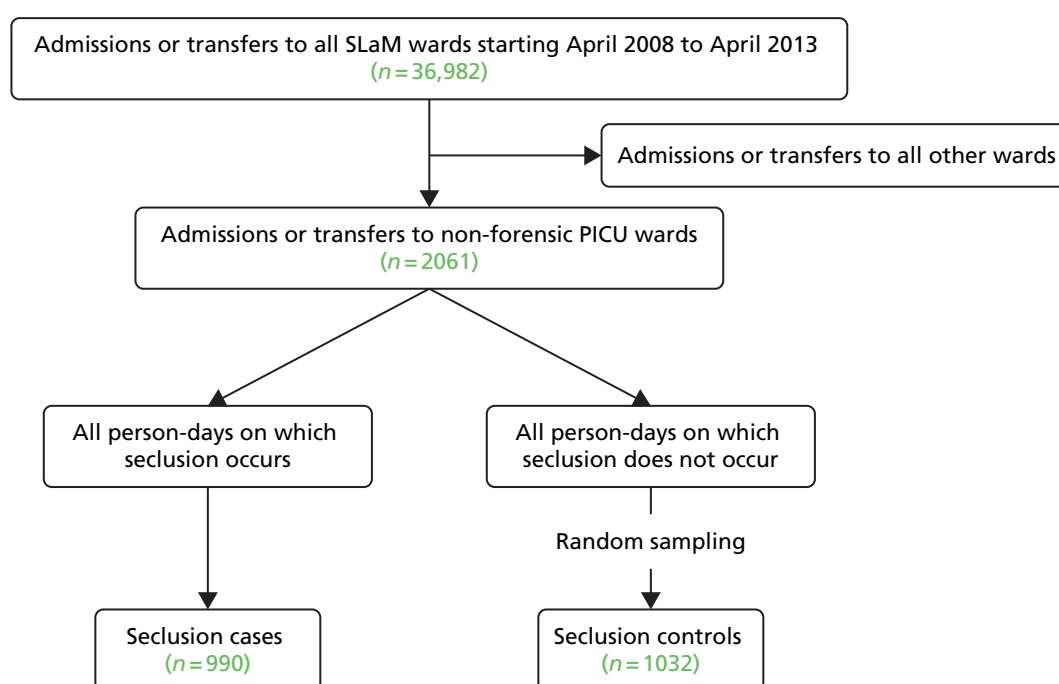 Admissions or transfers to all SLaM wards starting April 2008 to April 2013
(n = 36,982)
Admissions or transfers to all other wards
Admissions or transfers to non-forensic PICU wards
(n = 2061)
All person-days on which
seclusion occurs
All person-days on which
seclusion does not occur
Random sampling
Seclusion cases
(n = 990)
Seclusion controls
(n = 1032)